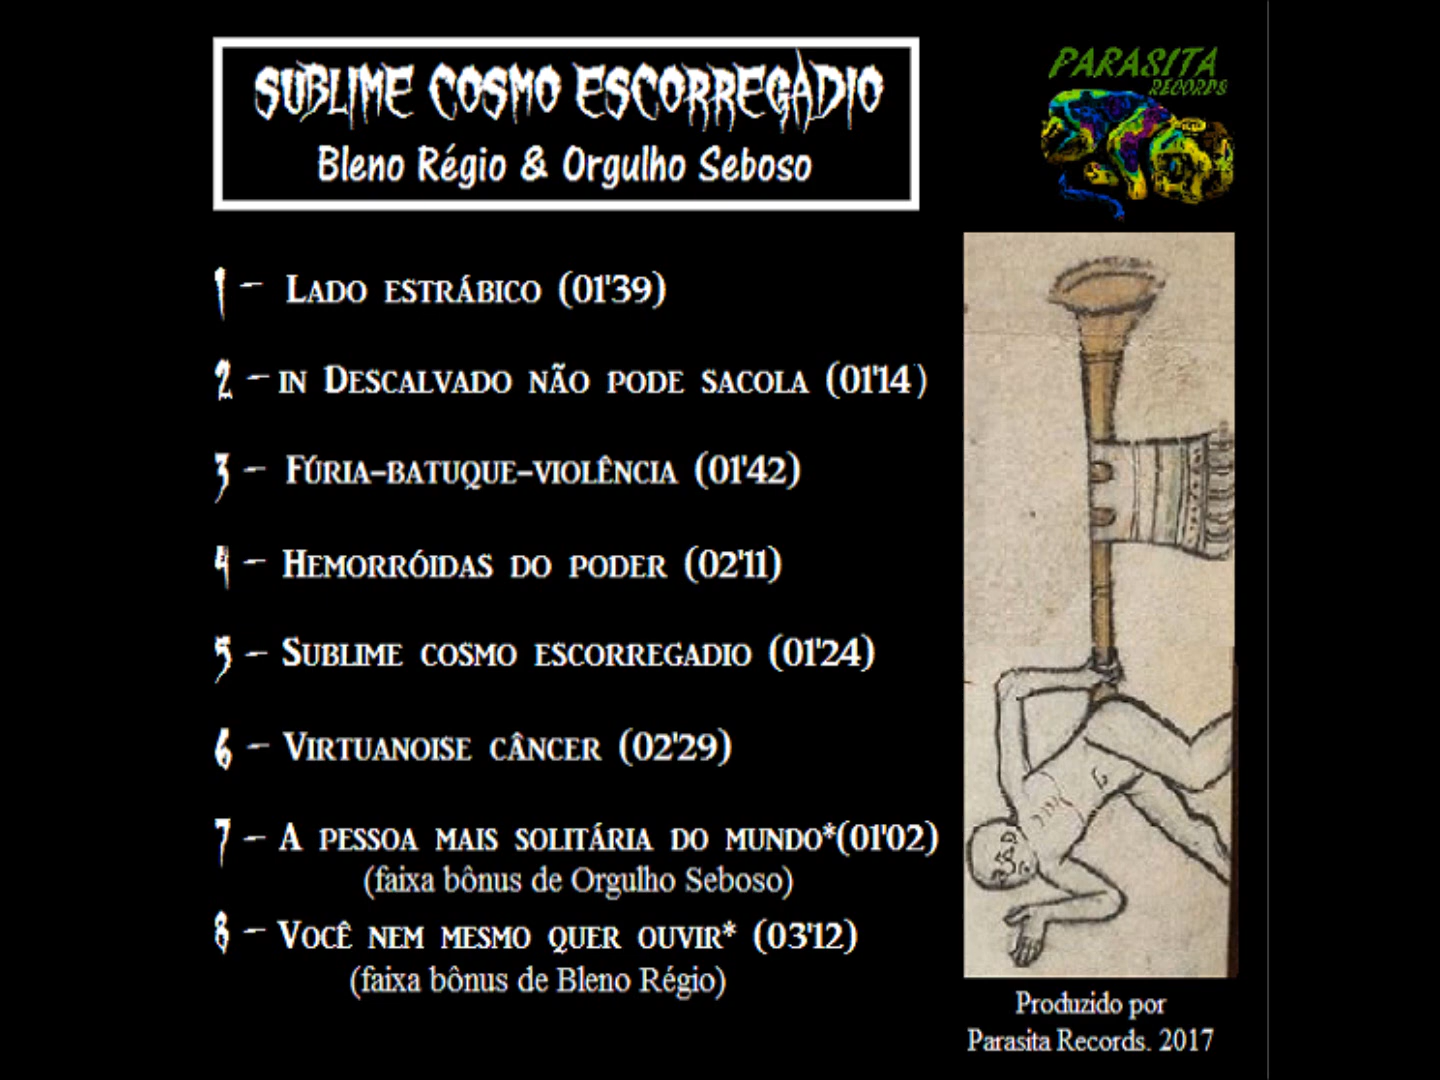 SUBLIME COSMO ESCORREGADIO
Bleno Régio & Orgulho Seboso
PARASITA
RECORDS
1 – LADO ESTRÁBICO (01'39)
2 – IN DESCALVADO NÃO PODE SACOLA (01'14)
3 – FÚRIA-BATUQUE-VIOLÊNCIA (01'42)
4 – HEMORRÓIDAS DO PODER (02'11)
5 – SUBLIME COSMO ESCORREGADIO (01'24)
6 – VIRTUANOISE CÂNCER (02'29)
7 – A PESSOA MAIS SOLITÁRIA DO MUNDO*(01'02)
(faixa bônus de Orgulho Seboso)
8 – VOCÊ NEM MESMO QUER OUVIR* (03'12)
(faixa bônus de Bleno Régio)
Produzido por
Parasita Records. 2017